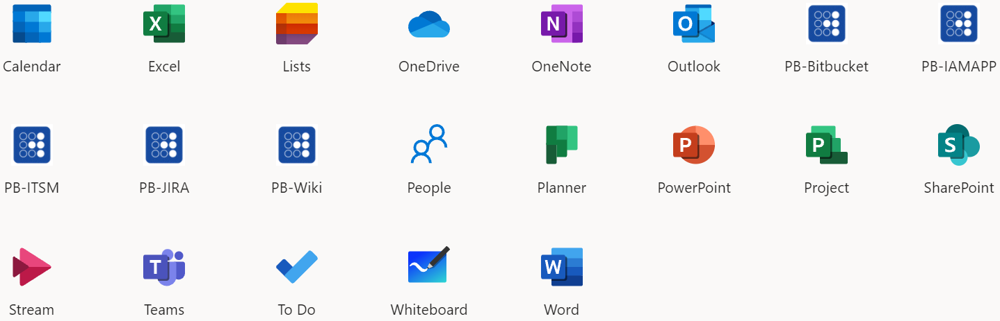 Calendar Excel Lists OneDrive OneNote Outlook PB-Bitbucket PB-IAMAPP
PB-ITSM PB-JIRA PB-Wiki People Planner PowerPoint Project SharePoint
Stream Teams To Do Whiteboard Word